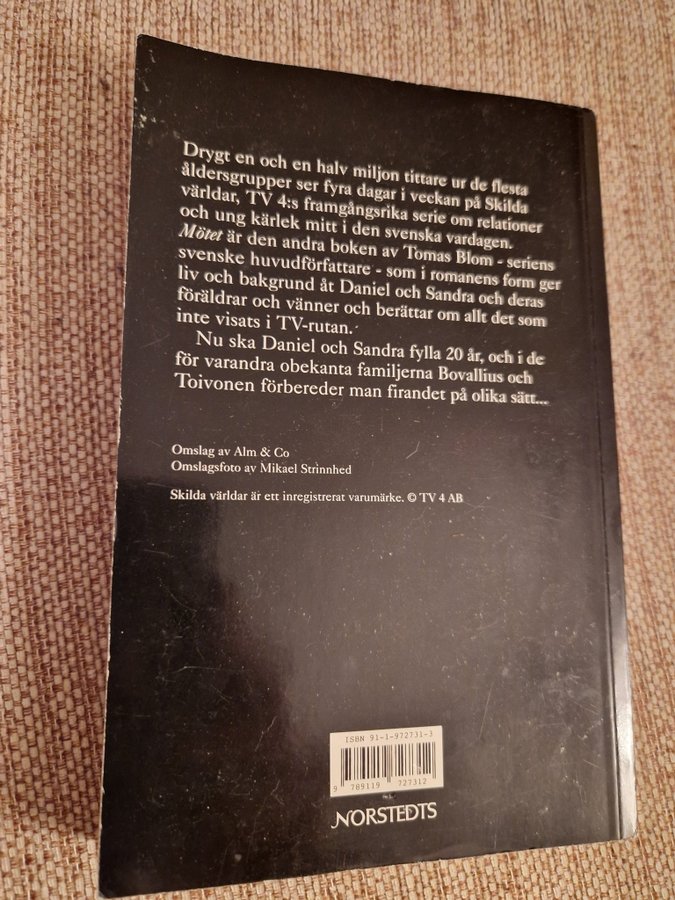 Drygt en och en halv miljon tittare ur de flesta
åldersgrupper ser fyra dagar i veckan på Skilda
världar, TV 4:s framgångsrika serie om relationer
och ung kärlek mitt i den svenska vardagen.
Mötet är den andra boken av Tomas Blom - seriens
svenske huvudförfattare - som i romanens form ger
liv och bakgrund åt Daniel och Sandra och deras
föräldrar och vänner och berättar om allt det som
inte visats i TV-rutan.
Nu ska Daniel och Sandra fylla 20 år, och i de
för varandra obekanta familjerna Bovallius och
Toivonen förbereder man firandet på olika sätt...
Omslag av Alm & Co
Omslagsfoto av Mikael Strinnhed
Skilda världar är ett inregistrerat varumärke. © TV 4 AB
ISBN 91-1-972731-3
9 789119 727312
NORSTEDTS